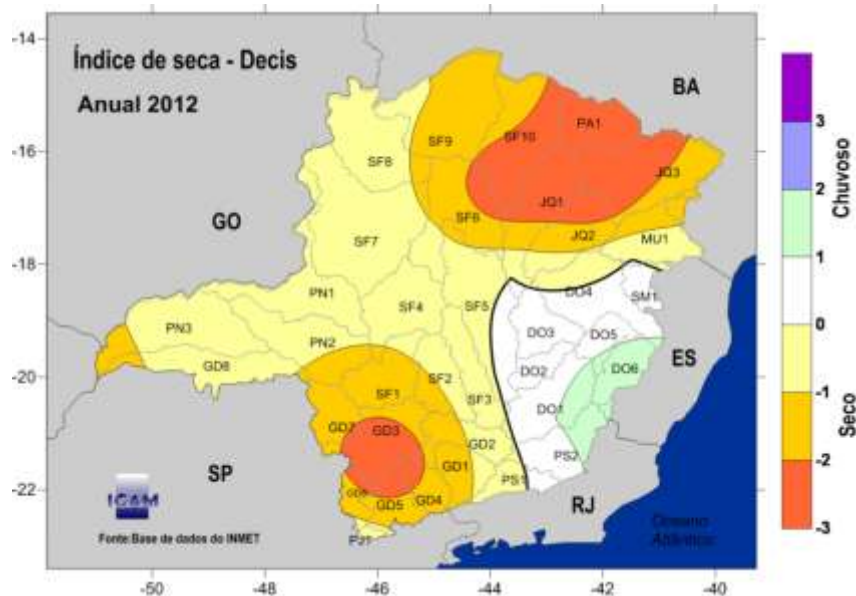 Índice de seca - Decis
Anual 2012
-14
-16
-18
-20
-22
-50
-48
-46
-44
-42
-40
BA
GO
ES
SP
RJ
SF9
SF10
PA1
SF8
JQ3
JQ1
SF6
JQ2
MU1
SF7
PN1
SF4
SF5
DO4
SM1
PN3
PN2
DO3
DO5
GD8
SF2
DO2
DO6
SF1
SF3
DO1
GD7
GD3
GD2
GD1
PS2
PS1
GD5
GD4
IGAM
Fonte:Base de dados do INMET
Oceano
Atlântico
3
2
1
0
-1
-2
-3
Chuvoso
Seco